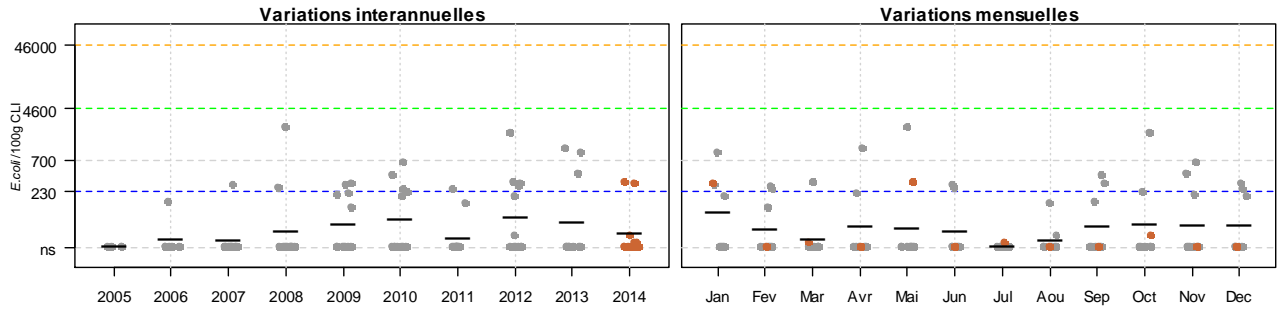 Variations interannuelles
Variations mensuelles
E.coli /100g CLI
46000
4600
700
230
ns
2005 2006 2007 2008 2009 2010 2011 2012 2013 2014
Jan Fev Mar Avr Mai Jun Jul Aou Sep Oct Nov Dec